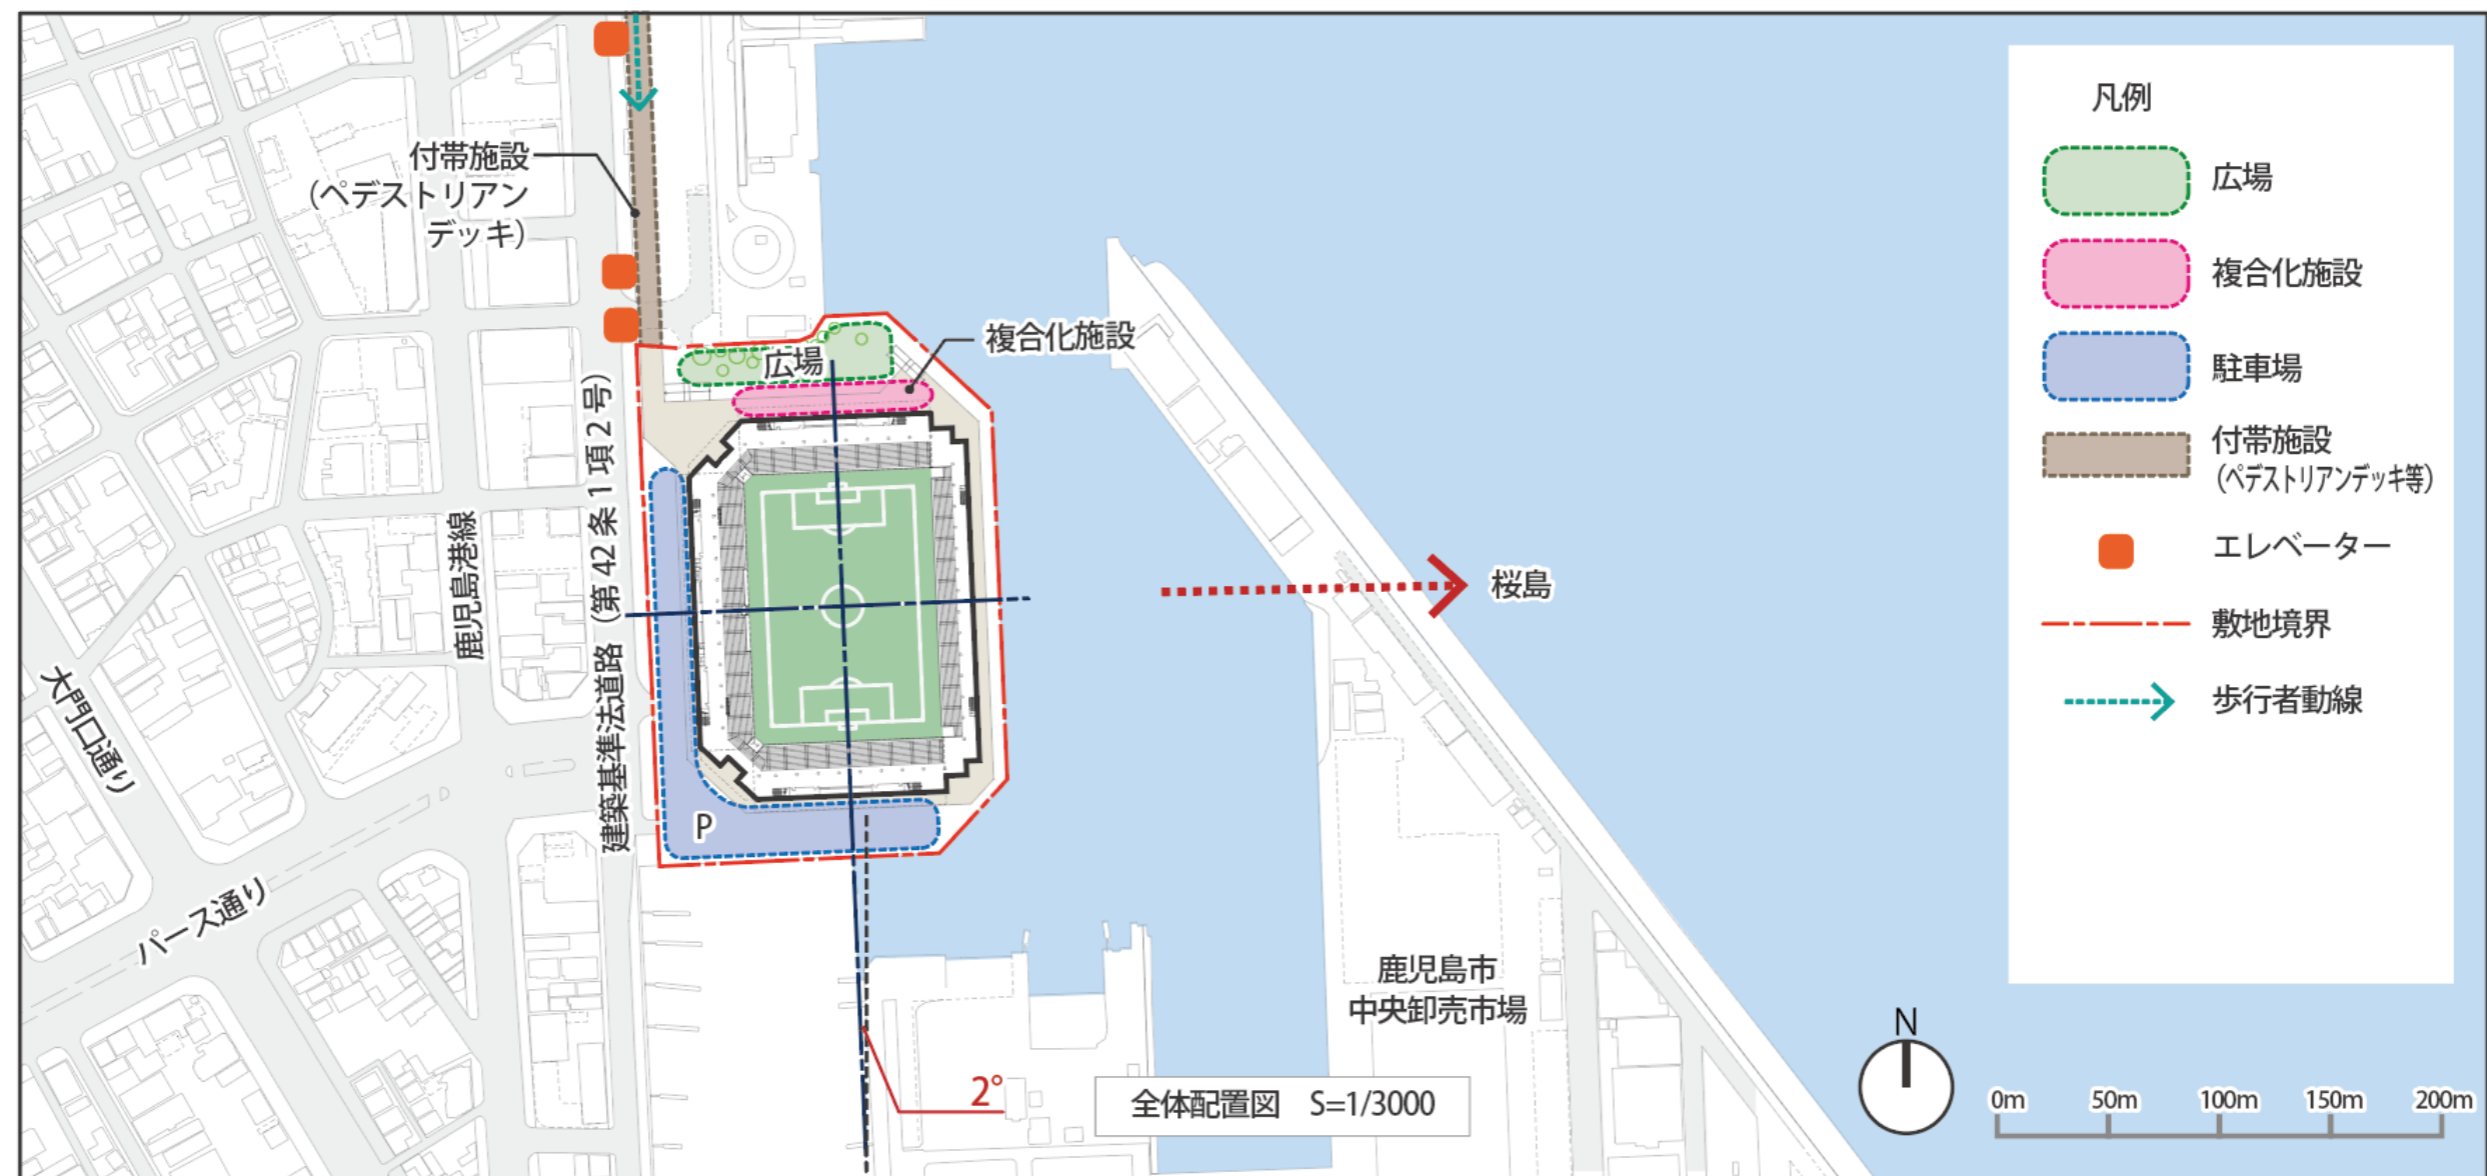 付帯施設
（ペデストリアン
デッキ）
広場
複合化施設
建築基準法道路（第42条1項2号）
鹿児島港線
大門口通り
パース通り
P
桜島
2°
鹿児島市
中央卸売市場
全体配置図　S=1/3000
凡例
広場
複合化施設
駐車場
付帯施設
（ペデストリアンデッキ等）
エレベーター
敷地境界
歩行者動線
N
0m 50m 100m 150m 200m